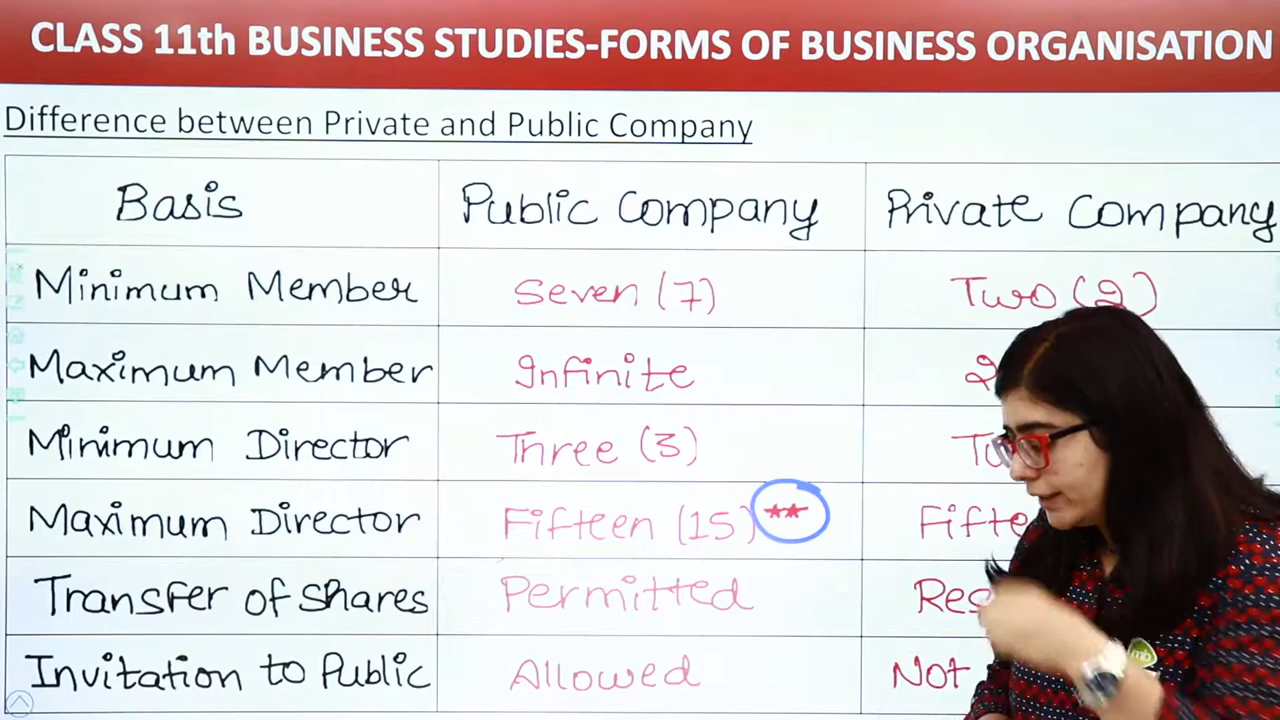 CLASS 11th BUSINESS STUDIES-FORMS OF BUSINESS ORGANISATION
Difference between Private and Public Company
Basis Public Company Private Company
Minimum Member Seven (7) Two (2)
Maximum Member Infinite
Minimum Director Three (3)
Maximum Director Fifteen (15) **
Transfer of shares Permitted
Invitation to Public Allowed Not
mb